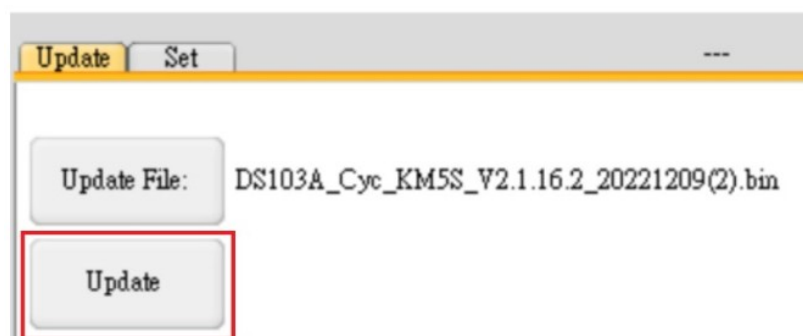 Update Set ---
Update File: DS103A_Cyc_KM5S_V2.1.16.2_20221209(2).bin
Update